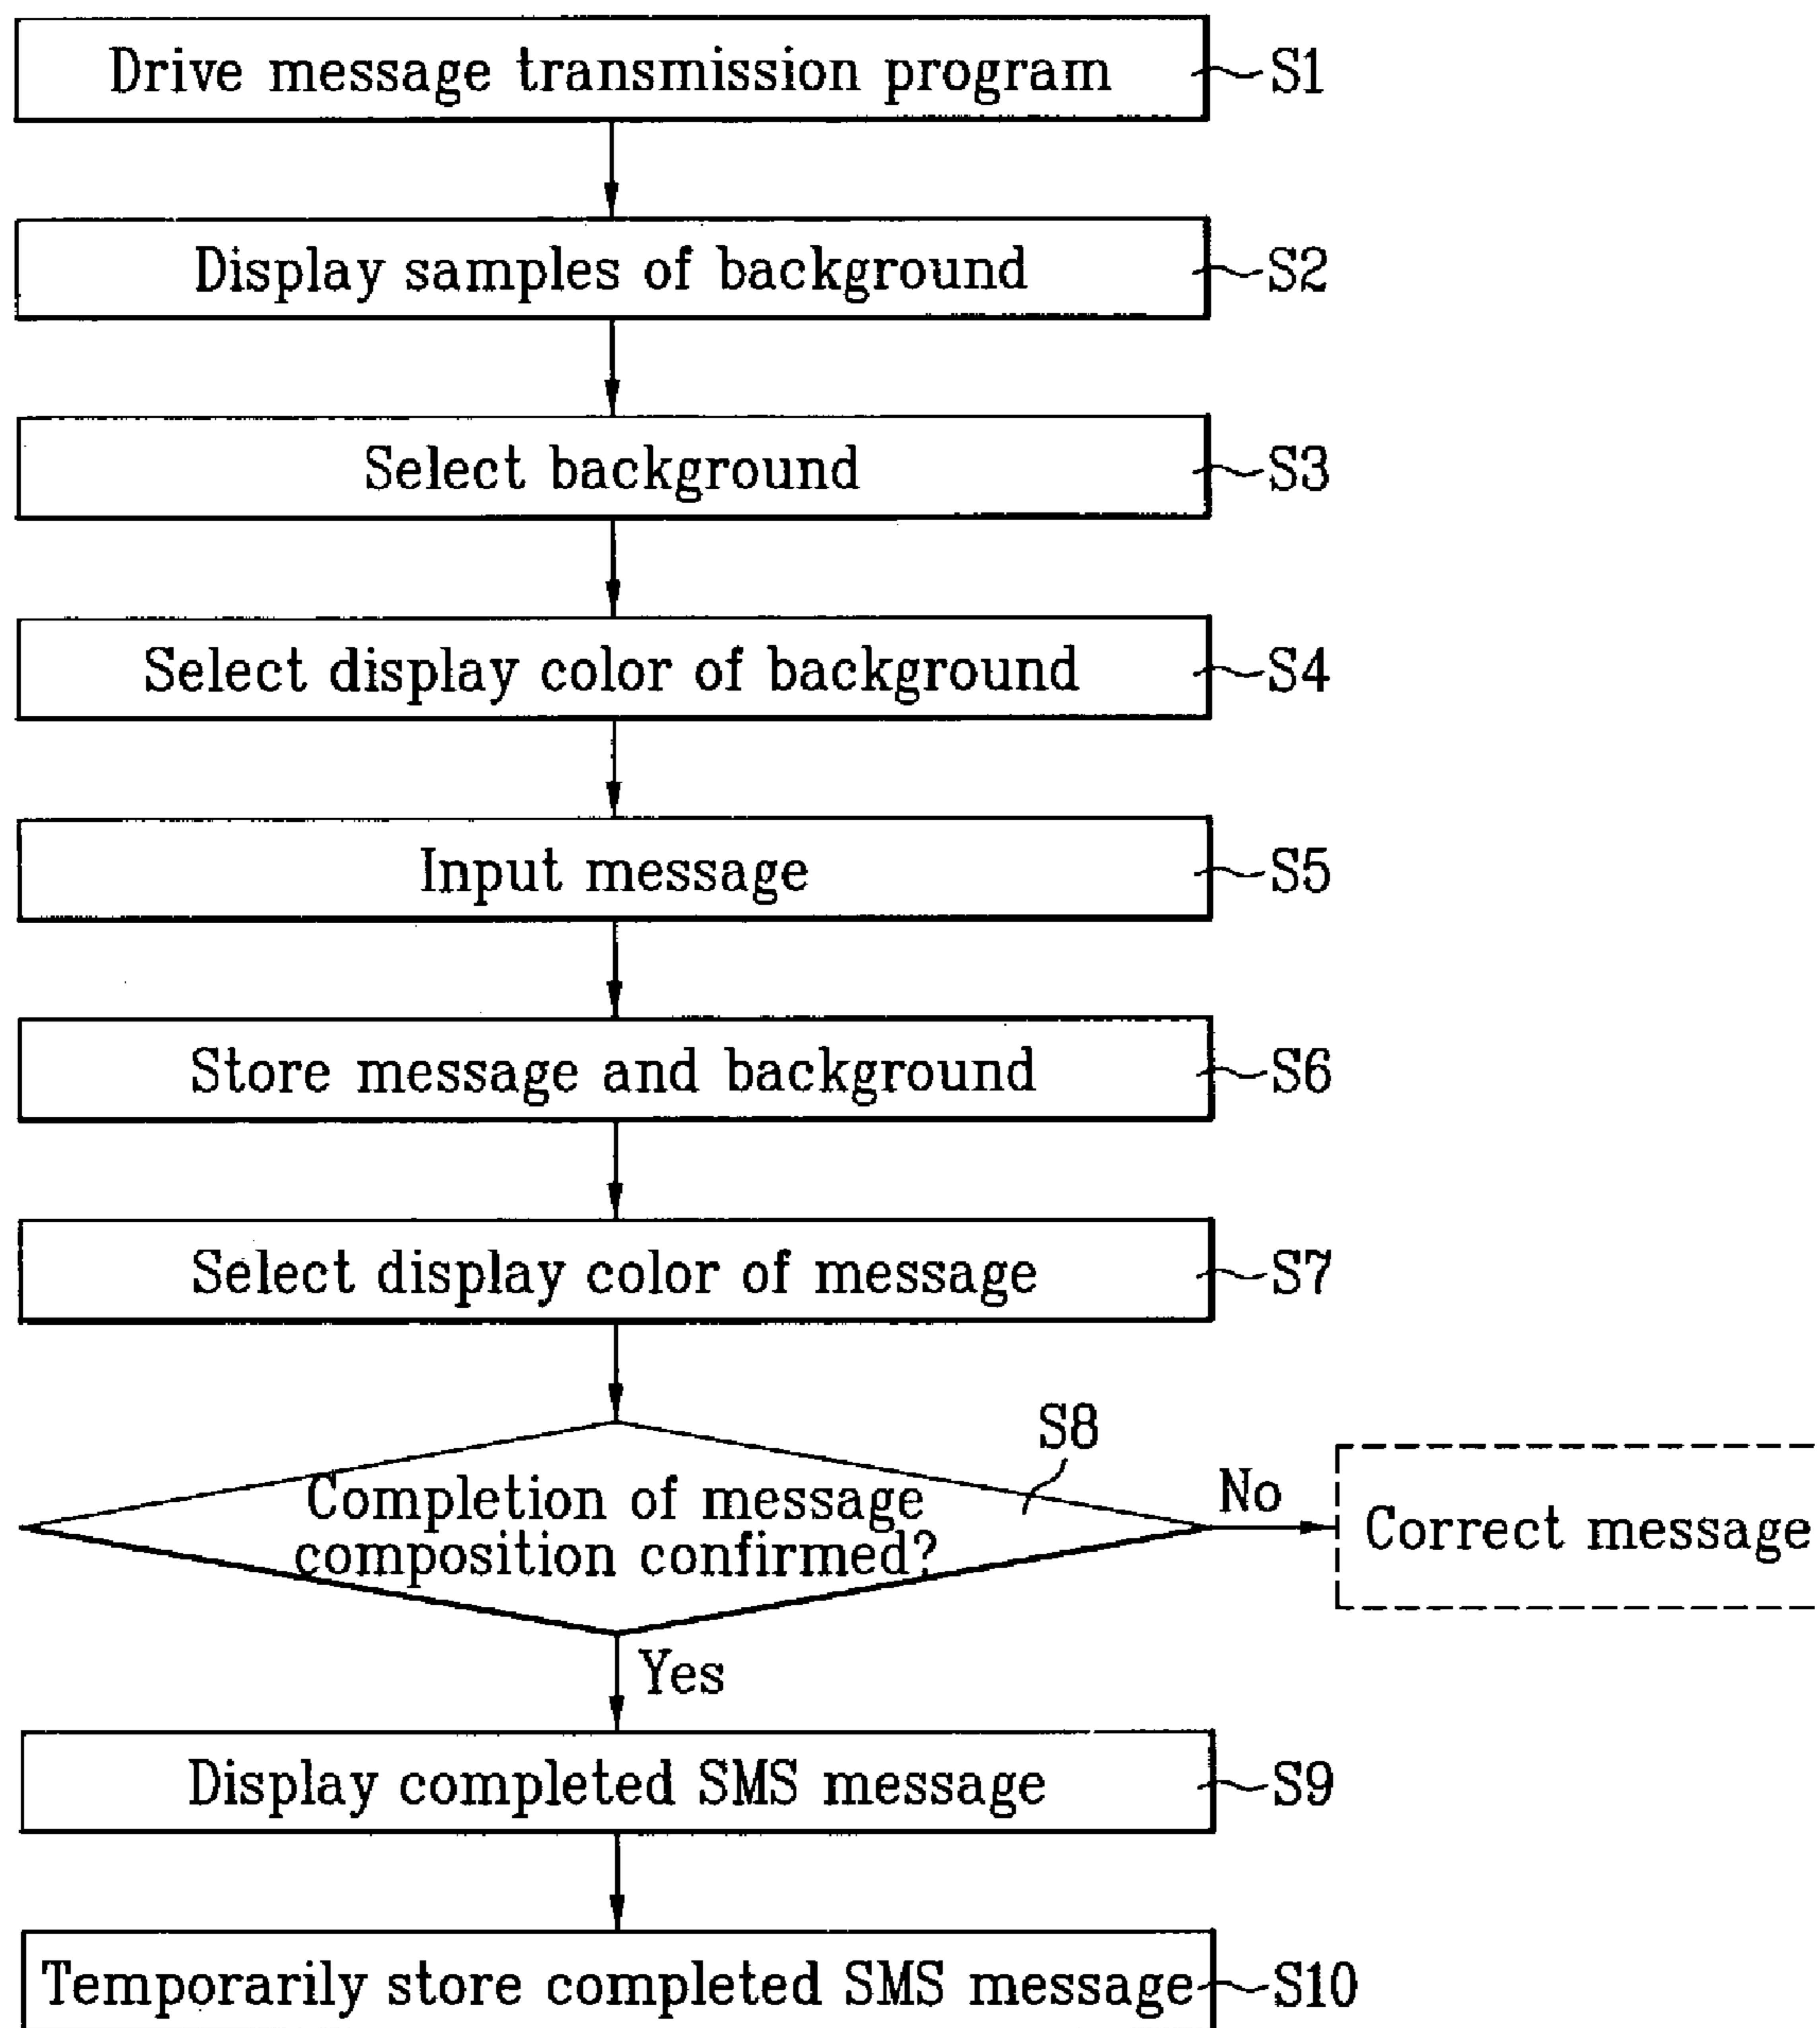 Drive message transmission program S1
Display samples of background S2
Select background S3
Select display color of background S4
Input message S5
Store message and background S6
Select display color of message S7
S8
Completion of message
composition confirmed?
No
Correct message
Yes
Display completed SMS message S9
Temporarily store completed SMS message S10